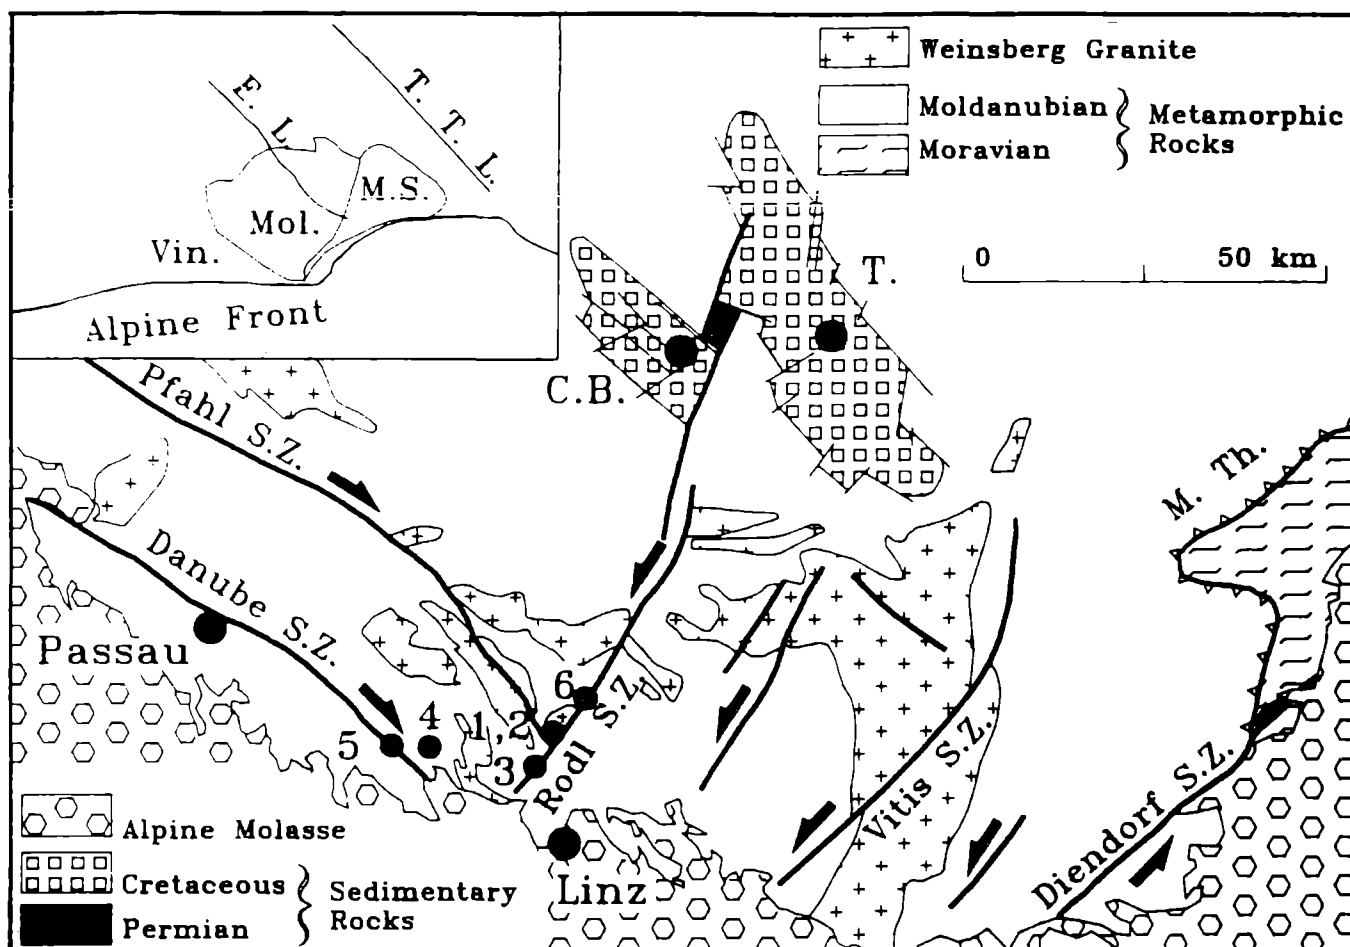 E. L.
T. T. L.
M.S.
Mol.
Vin.
Alpine Front
Weinsberg Granite
Moldanubian
Moravian
Metamorphic
Rocks
0 50 km
T.
C.B.
Pfahl S.Z.
M. Th.
Danube S.Z.
Passau
6
1,2
4
5
3
Rodl S.Z.
Vitis S.Z.
Diendorf S.Z.
Linz
Alpine Molasse
Cretaceous
Permian
Sedimentary
Rocks